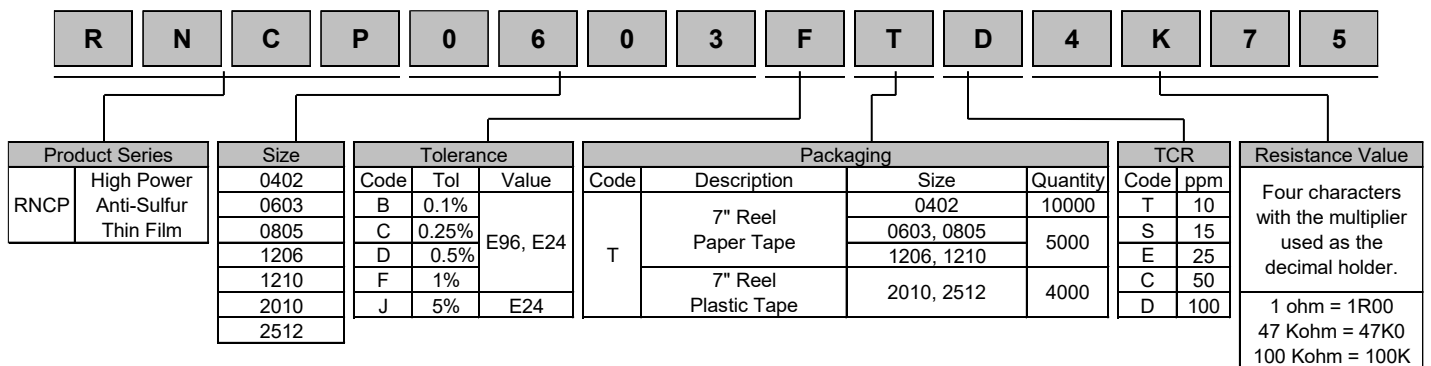 R N C P 0 6 0 3 F T D 4 K 7 5
Product Series
RNCP
High Power
Anti-Sulfur
Thin Film
Size
0402
0603
0805
1206
1210
2010
2512
Tolerance
Code Tol Value
B 0.1%
C 0.25%
D 0.5%
F 1%
E96, E24
J 5% E24
Packaging
Code Description Size Quantity
T
7" Reel
Paper Tape
0402 10000
0603, 0805
1206, 1210
5000
7" Reel
Plastic Tape
2010, 2512 4000
TCR
Code ppm
T 10
S 15
E 25
C 50
D 100
Resistance Value
Four characters
with the multiplier
used as the
decimal holder.
1 ohm = 1R00
47 Kohm = 47K0
100 Kohm = 100K